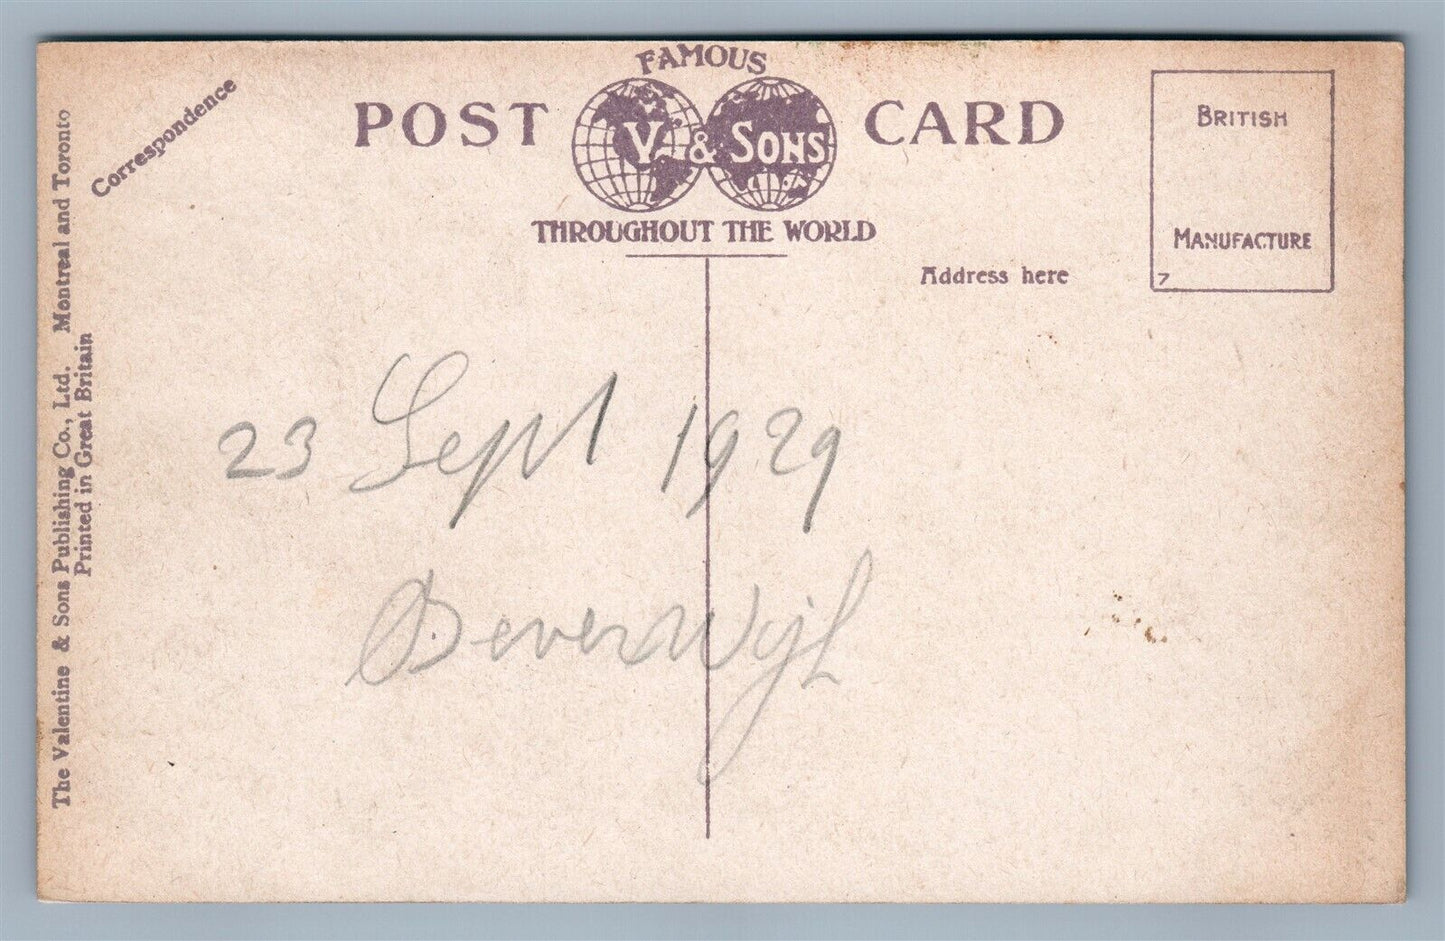 FAMOUS
POST CARD
V & SONS
THROUGHOUT THE WORLD
Correspondence
Address here
BRITISH
MANUFACTURE
7
The Valentine & Sons Publishing Co., Ltd. Montreal and Toronto
Printed in Great Britain
23 Sept 1929
BeverWijk